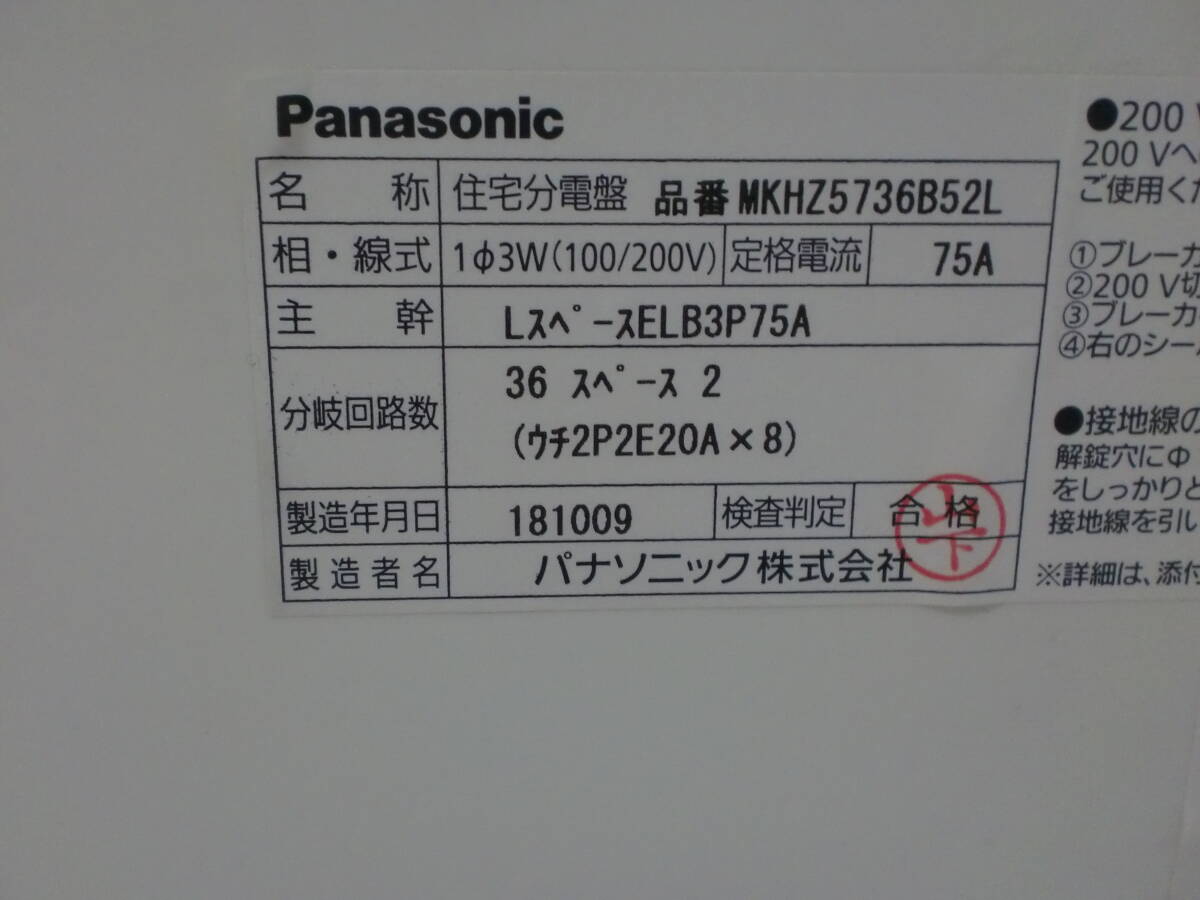 Panasonic
名 称 住宅分電盤 品番 MKHZ5736B52L
相・線式 1φ3W(100/200V) 定格電流 75A
主 幹 Lスペ゚ースELB3P75A
分岐回路数 36 スペ゚ース 2
(ウチ2P2E20A×8)
製造年月日 181009 検査判定 合格
山下
製造者名 パナソニック株式会社
●200 V
200 Vへ
ご使用くだ
①ブレーカ
②200 V切
③ブレーカ
④右のシール
●接地線の
解錠穴にφ
をしっかりと
接地線を引し
※詳細は、添付